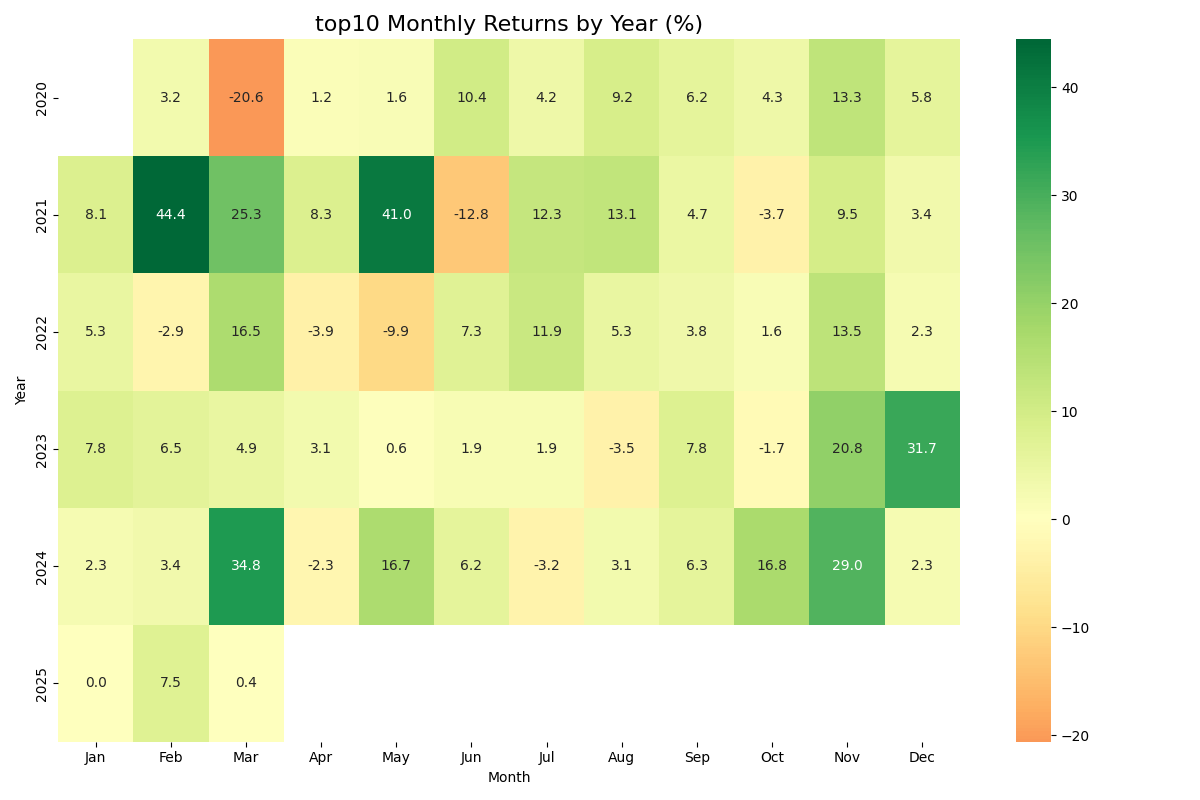 top10 Monthly Returns by Year (%)
2020 3.2 -20.6 1.2 1.6 10.4 4.2 9.2 6.2 4.3 13.3 5.8
2021 8.1 44.4 25.3 8.3 41.0 -12.8 12.3 13.1 4.7 -3.7 9.5 3.4
2022 5.3 -2.9 16.5 -3.9 -9.9 7.3 11.9 5.3 3.8 1.6 13.5 2.3
2023 7.8 6.5 4.9 3.1 0.6 1.9 1.9 -3.5 7.8 -1.7 20.8 31.7
2024 2.3 3.4 34.8 -2.3 16.7 6.2 -3.2 3.1 6.3 16.8 29.0 2.3
2025 0.0 7.5 0.4
Jan Feb Mar Apr May Jun Jul Aug Sep Oct Nov Dec
Month
Year
40
30
20
10
0
−10
−20